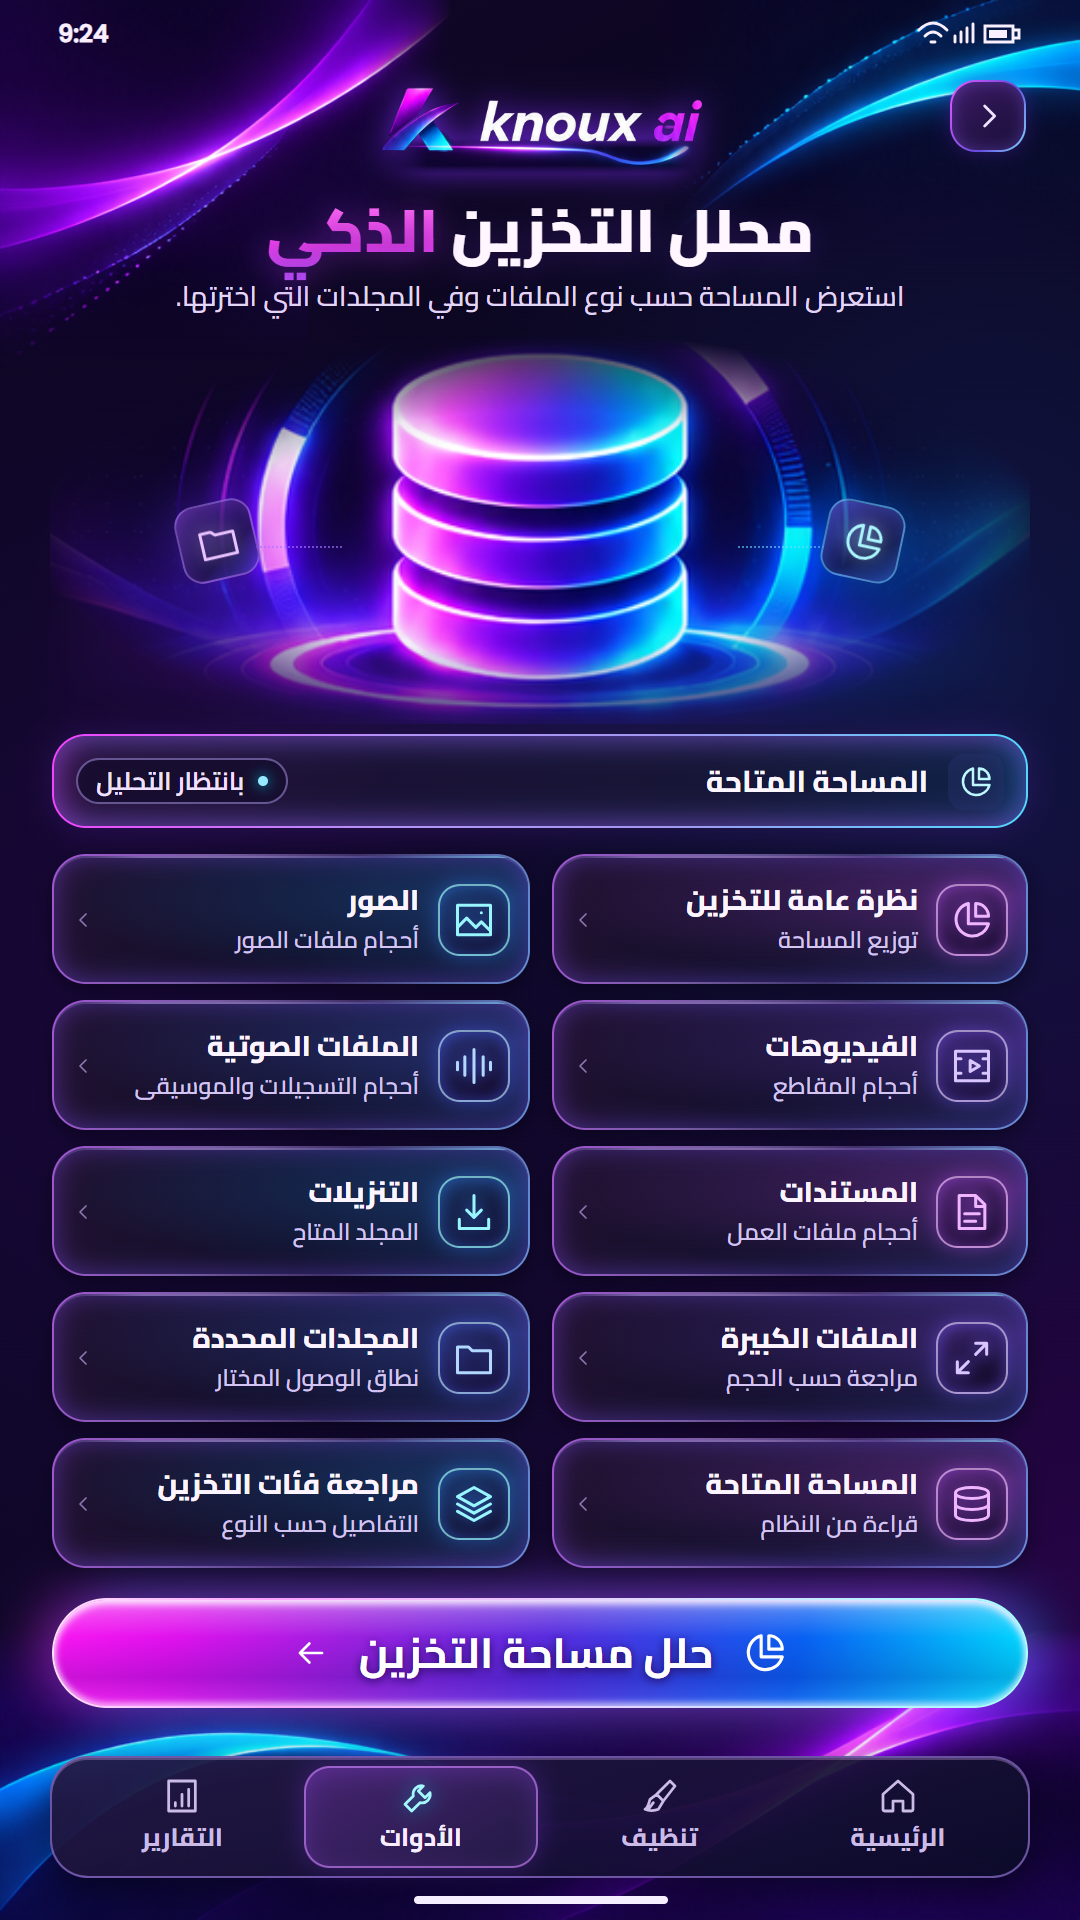 9:24
knoux ai
محلل التخزين الذكي
استعرض المساحة حسب نوع الملفات وفي المجلدات التي اخترتها.
المساحة المتاحة
بانتظار التحليل
نظرة عامة للتخزين
توزيع المساحة
الصور
أحجام ملفات الصور
الفيديوهات
أحجام المقاطع
الملفات الصوتية
أحجام التسجيلات والموسيقى
المستندات
أحجام ملفات العمل
التنزيلات
المجلد المتاح
الملفات الكبيرة
مراجعة حسب الحجم
المجلدات المحددة
نطاق الوصول المختار
المساحة المتاحة
قراءة من النظام
مراجعة فئات التخزين
التفاصيل حسب النوع
حلل مساحة التخزين
الرئيسية
تنظيف
الأدوات
التقارير